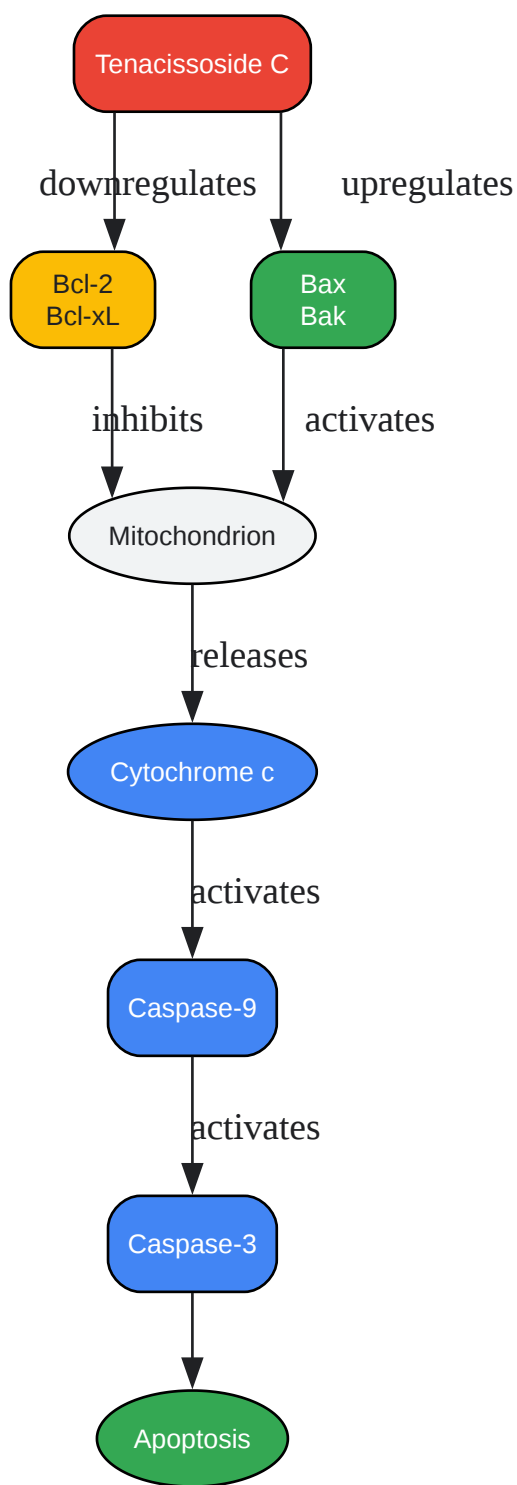 Tenacissoside C
downregulates
upregulates
Bcl-2
Bcl-xL
Bax
Bak
inhibits
activates
Mitochondrion
releases
Cytochrome c
activates
Caspase-9
activates
Caspase-3
Apoptosis